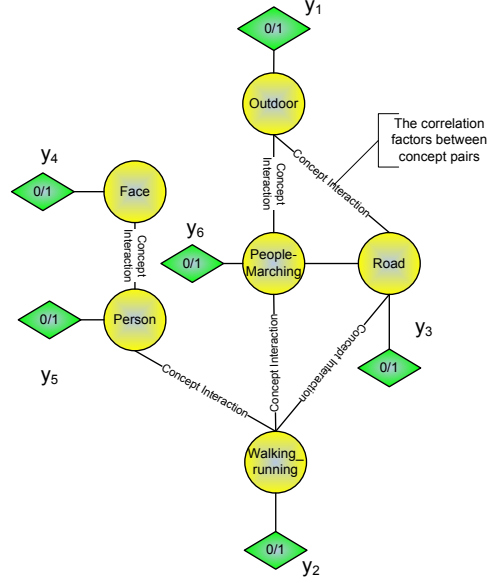 y1
0/1
Outdoor
The correlation
factors between
concept pairs
Concept Interaction
Concept
Interaction
y4
0/1
Face
Concept
Interaction
y6
0/1
People-
Marching
Road
0/1
Person
y3
y5
0/1
Concept Interaction
Concept Interaction
Concept Interaction
Walking_
running
0/1
y2